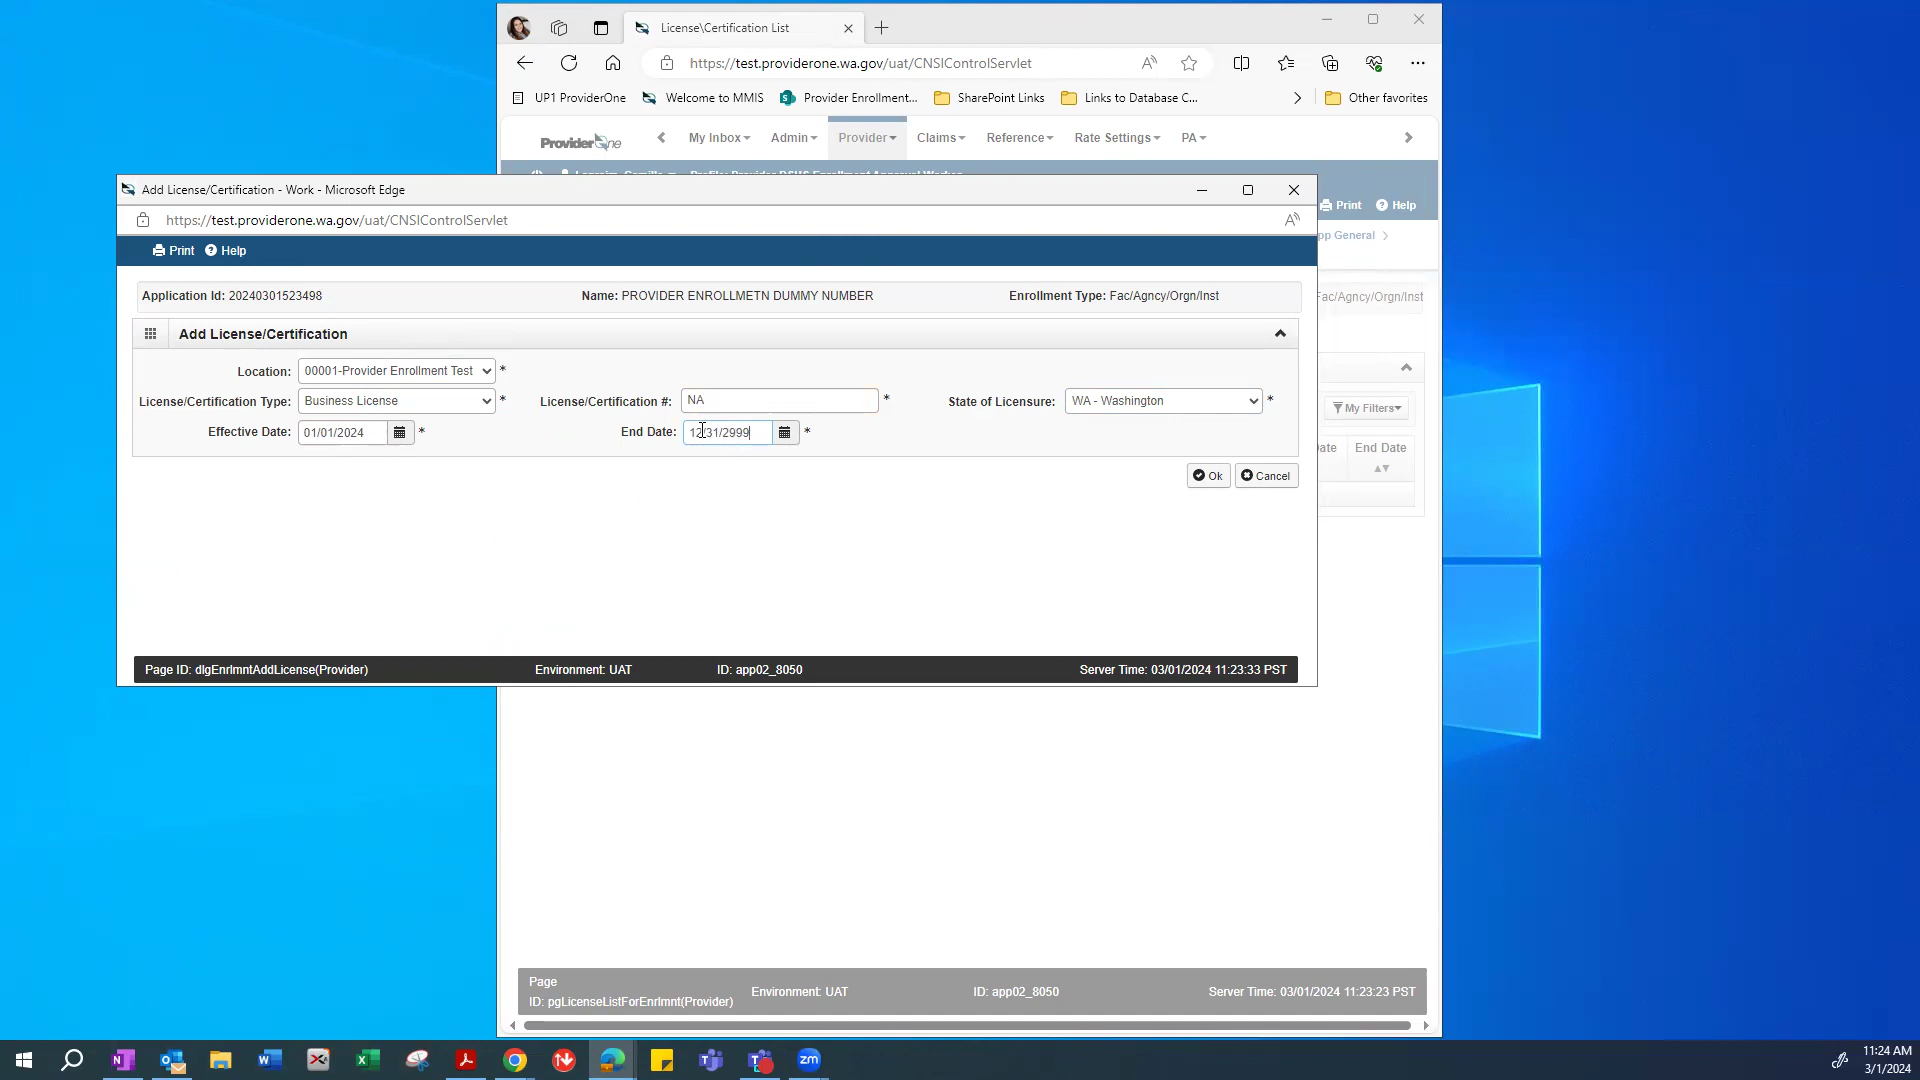 License\Certification List
https://test.providerone.wa.gov/uat/CNSIControlServlet
UP1 ProviderOne Welcome to MMIS Provider Enrollment... SharePoint Links Links to Database C... Other favorites
ProviderOne My Inbox Admin Provider Claims Reference Rate Settings PA
Add License/Certification - Work - Microsoft Edge
https://test.providerone.wa.gov/uat/CNSIControlServlet
Print Help
Print Help
pp General
Application Id: 20240301523498 Name: PROVIDER ENROLLMETN DUMMY NUMBER Enrollment Type: Fac/Agncy/Orgn/Inst
Fac/Agncy/Orgn/Inst
Add License/Certification
Location: 00001-Provider Enrollment Test *
License/Certification Type: Business License * License/Certification #: NA * State of Licensure: WA - Washington *
Effective Date: 01/01/2024 * End Date: 12/31/2999 *
My Filters
ate End Date
Ok Cancel
Page ID: dlgEnrlmntAddLicense(Provider) Environment: UAT ID: app02_8050 Server Time: 03/01/2024 11:23:33 PST
Page
ID: pgLicenseListForEnrlmnt(Provider) Environment: UAT ID: app02_8050 Server Time: 03/01/2024 11:23:23 PST
zm
11:24 AM
3/1/2024